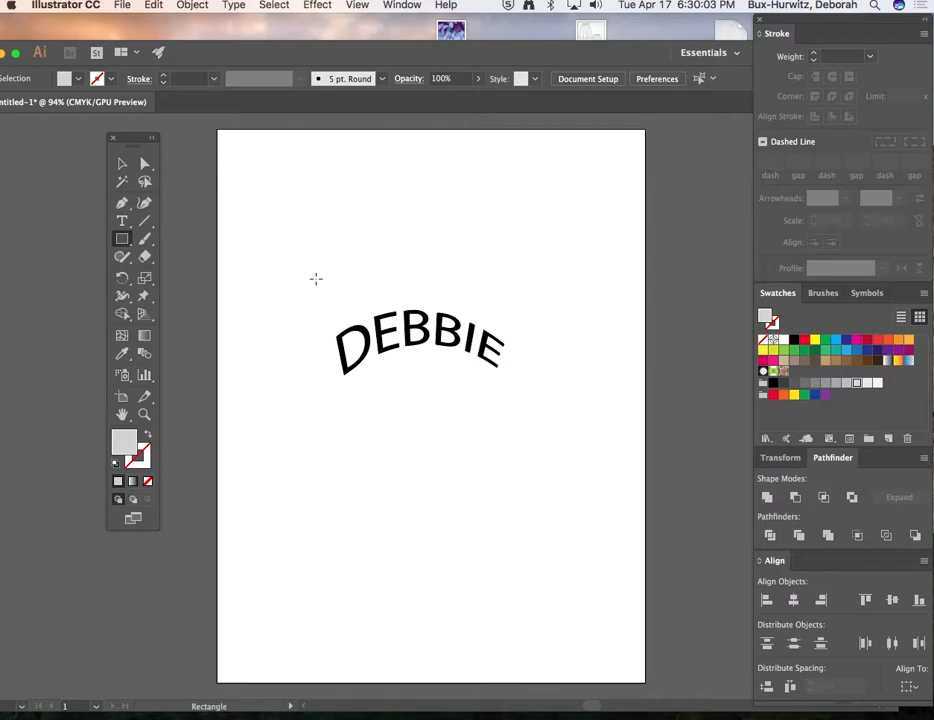 Illustrator CC File Edit Object Type Select Effect View Window Help Tue Apr 17 6:30:03 PM Bux-Hurwitz, Deborah
Ai Br St Essentials
Selection Stroke: 5 pt. Round Opacity: 100% Style: Document Setup Preferences
ntitled-1* @ 94% (CMYK/GPU Preview)
Stroke
Weight:
Cap:
Corner: Limit: x
Align Stroke:
Dashed Line
dash gap dash gap dash gap
Arrowheads:
Scale:
Align:
Profile:
Swatches Brushes Symbols
DEBBIE
Transform Pathfinder
Shape Modes:
Expand
Pathfinders:
Align
Align Objects:
Distribute Objects:
Distribute Spacing: Align To:
1 Rectangle